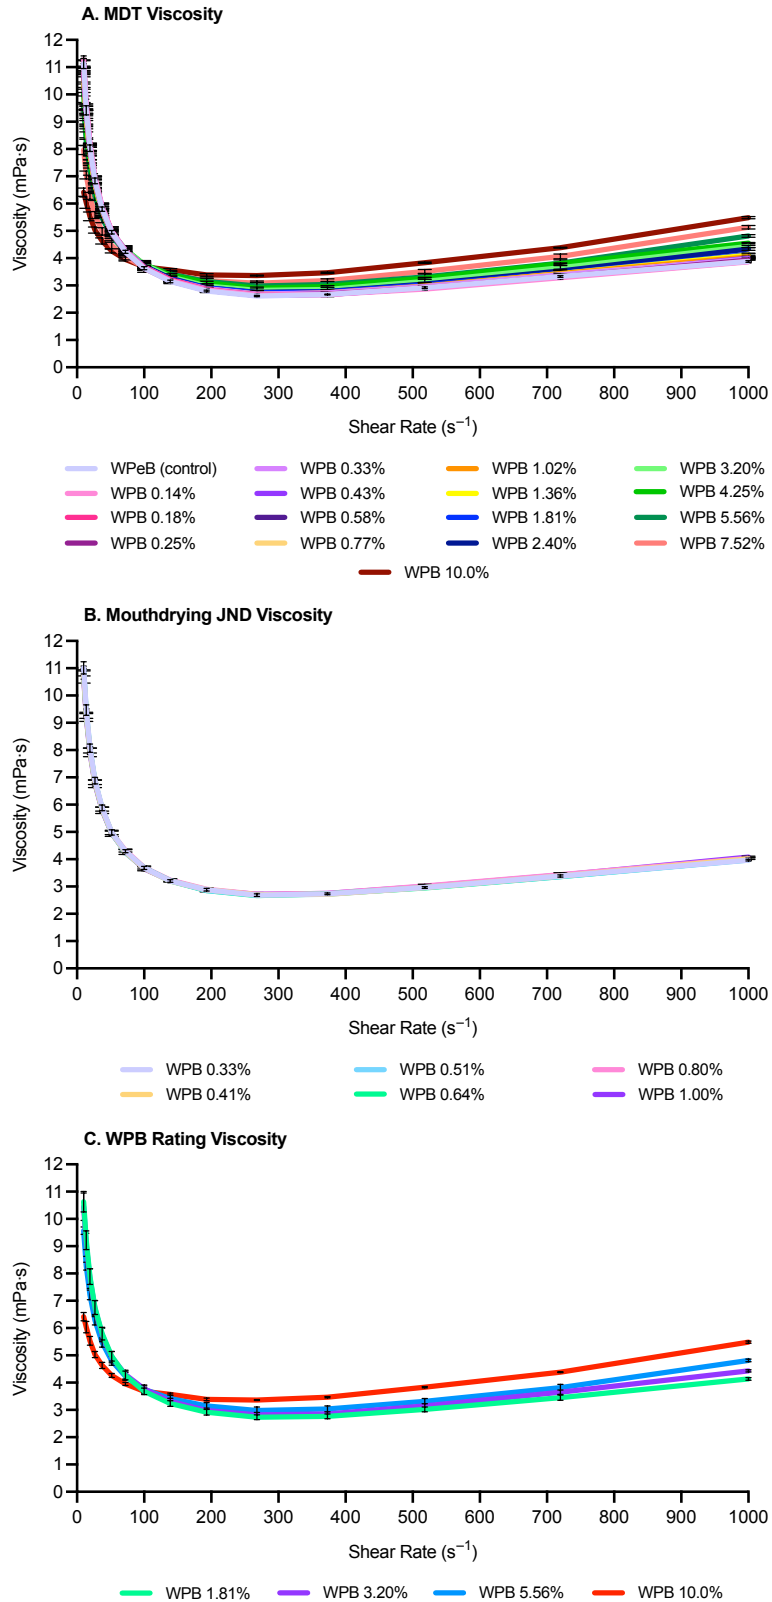 A. MDT Viscosity
12
11
10
9
8
7
6
5
4
3
2
1
0
Viscosity (mPa·s)
0 100 200 300 400 500 600 700 800 900 1000
Shear Rate (s⁻¹)
WPeB (control) WPB 0.33% WPB 1.02% WPB 3.20%
WPB 0.14% WPB 0.43% WPB 1.36% WPB 4.25%
WPB 0.18% WPB 0.58% WPB 1.81% WPB 5.56%
WPB 0.25% WPB 0.77% WPB 2.40% WPB 7.52%
WPB 10.0%
B. Mouthdrying JND Viscosity
12
11
10
9
8
7
6
5
4
3
2
1
0
Viscosity (mPa·s)
0 100 200 300 400 500 600 700 800 900 1000
Shear Rate (s⁻¹)
WPB 0.33% WPB 0.51% WPB 0.80%
WPB 0.41% WPB 0.64% WPB 1.00%
C. WPB Rating Viscosity
12
11
10
9
8
7
6
5
4
3
2
1
0
Viscosity (mPa·s)
0 100 200 300 400 500 600 700 800 900 1000
Shear Rate (s⁻¹)
WPB 1.81% WPB 3.20% WPB 5.56% WPB 10.0%